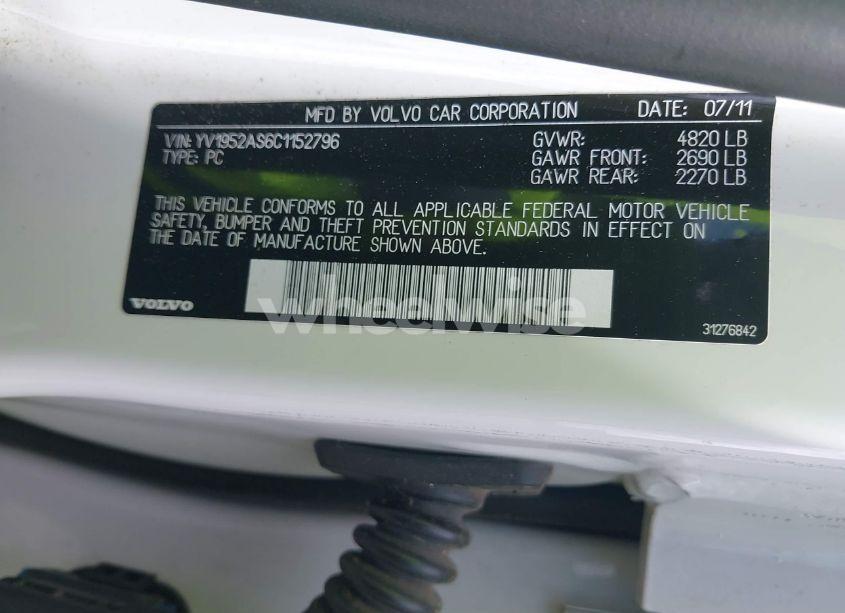 MFD BY VOLVO CAR CORPORATION DATE: 07/11
VIN: YV1952AS6C1152796 GVWR: 4820 LB
TYPE: PC GAWR FRONT: 2690 LB
GAWR REAR: 2270 LB
THIS VEHICLE CONFORMS TO ALL APPLICABLE FEDERAL MOTOR VEHICLE
SAFETY, BUMPER AND THEFT PREVENTION STANDARDS IN EFFECT ON
THE DATE OF MANUFACTURE SHOWN ABOVE.
wheelwise
VOLVO
31276842